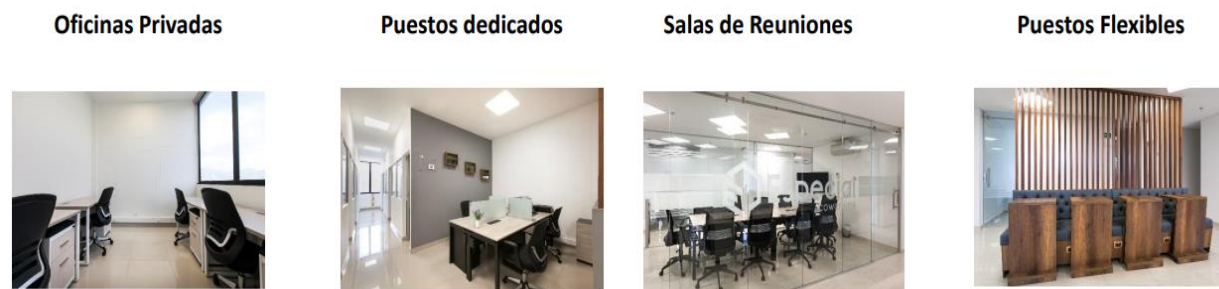 Oficinas Privadas
Puestos dedicados
Salas de Reuniones
Puestos Flexibles